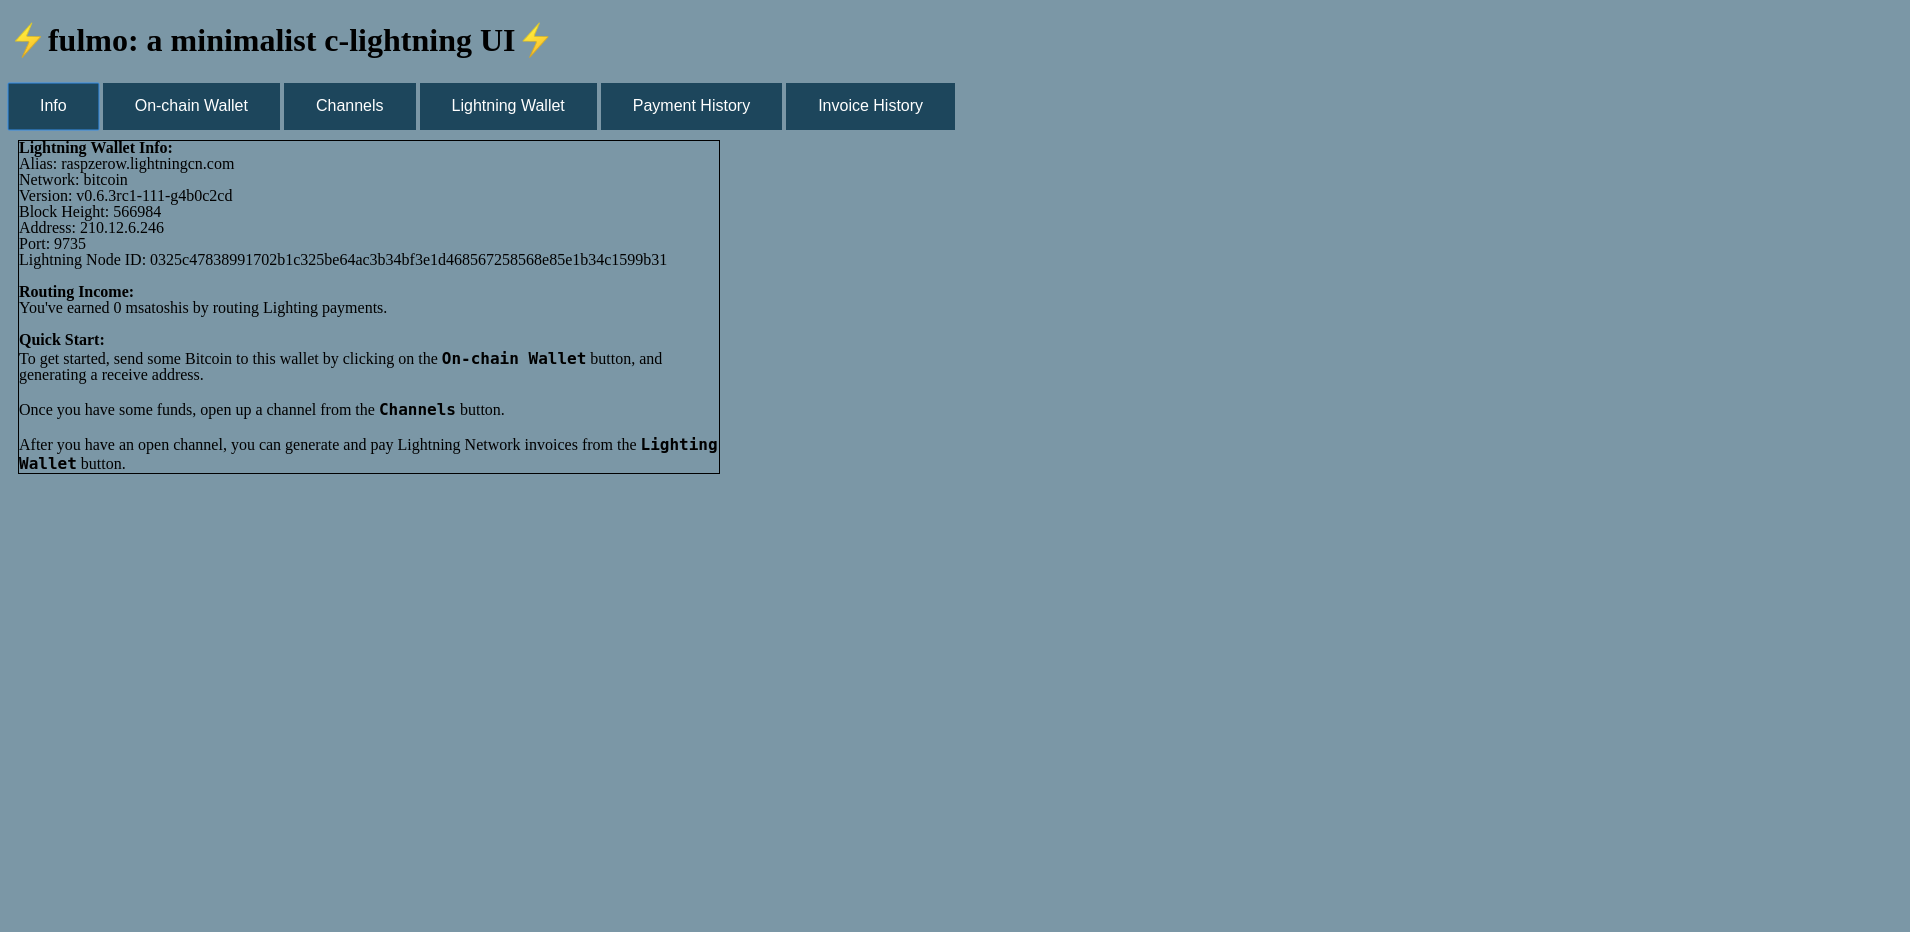 ⚡fulmo: a minimalist c-lightning UI⚡
Info On-chain Wallet Channels Lightning Wallet Payment History Invoice History
Lightning Wallet Info:
Alias: raspzerow.lightningcn.com
Network: bitcoin
Version: v0.6.3rc1-111-g4b0c2cd
Block Height: 566984
Address: 210.12.6.246
Port: 9735
Lightning Node ID: 0325c47838991702b1c325be64ac3b34bf3e1d468567258568e85e1b34c1599b31
Routing Income:
You've earned 0 msatoshis by routing Lighting payments.
Quick Start:
To get started, send some Bitcoin to this wallet by clicking on the On-chain Wallet button, and
generating a receive address.
Once you have some funds, open up a channel from the Channels button.
After you have an open channel, you can generate and pay Lightning Network invoices from the Lighting
Wallet button.